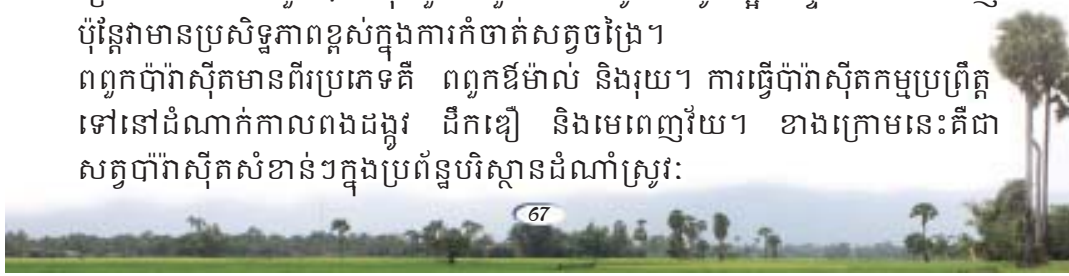 ប៉ុន្តែវាមានប្រសិទ្ឋភាពខ្ពស់ក្នុងការកំចាត់សត្វចង្រៃ។
ពពួកប៉ារ៉ាស៊ីតមានពីរប្រភេទគឺ ពពួកឪម៉ាល់ និងរុយ។ ការធ្វើប៉ារ៉ាស៊ីតកម្មប្រព្រឹត្ត
ទៅនៅដំណាក់កាលពងដង្កូវ ដឹកឌឿ និងមេពេញវ័យ។ ខាងក្រោមនេះគឺជា
សត្វប៉ារ៉ាស៊ីតសំខាន់ៗក្នុងប្រព័ន្ឋបរិស្ថានដំណាំស្រូវៈ
67